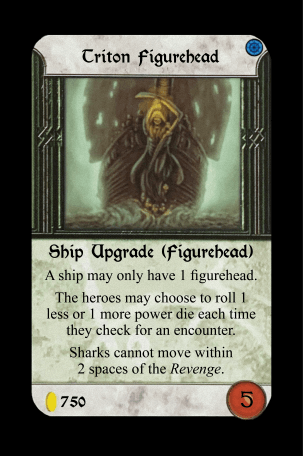 Triton Figurehead
Ship Upgrade (Figurehead)
A ship may only have 1 figurehead.
The heroes may choose to roll 1
less or 1 more power die each time
they check for an encounter.
Sharks cannot move within
2 spaces of the Revenge.
750
5